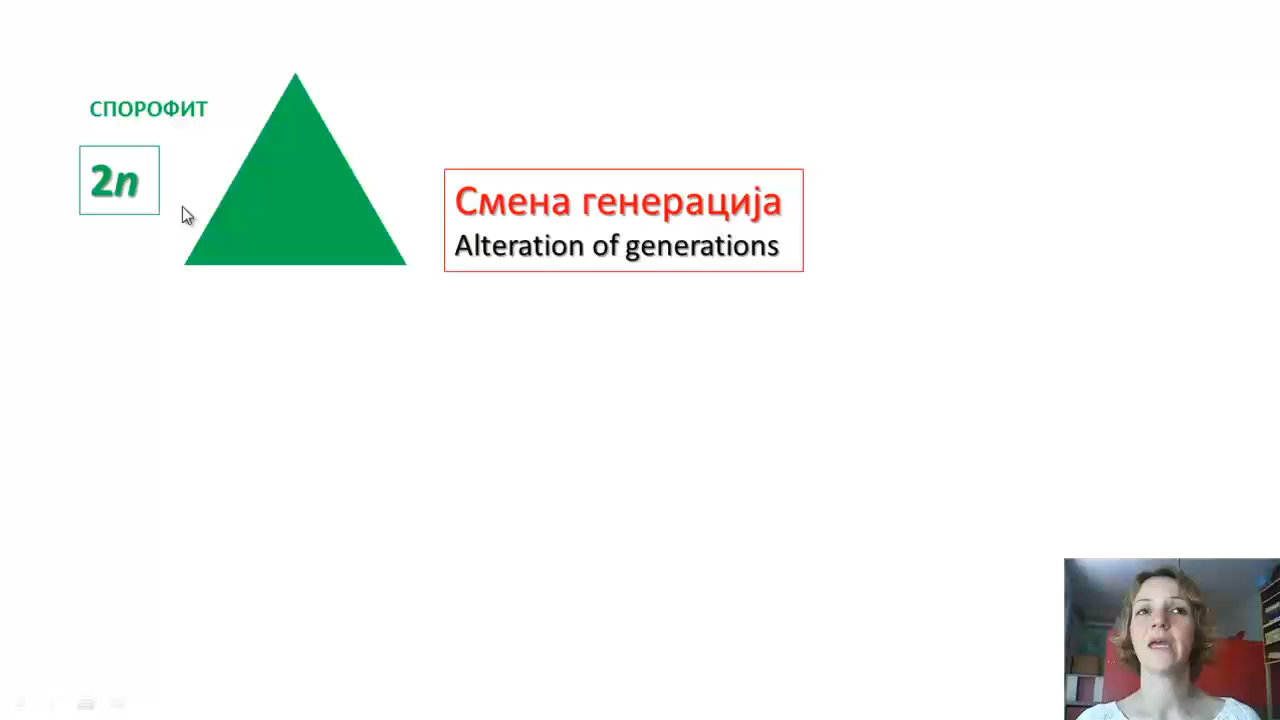 СПОРОФИТ
2n
Смена генерација
Alteration of generations